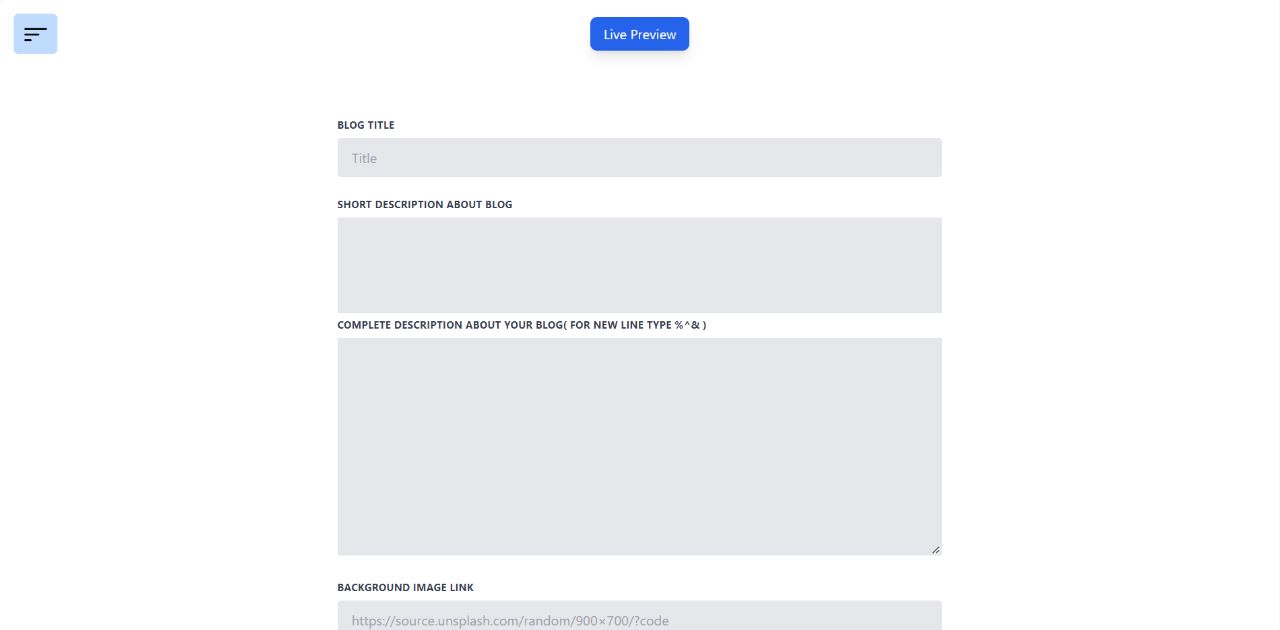 Live Preview
BLOG TITLE
Title
SHORT DESCRIPTION ABOUT BLOG
COMPLETE DESCRIPTION ABOUT YOUR BLOG( FOR NEW LINE TYPE %^& )
BACKGROUND IMAGE LINK
https://source.unsplash.com/random/900×700/?code